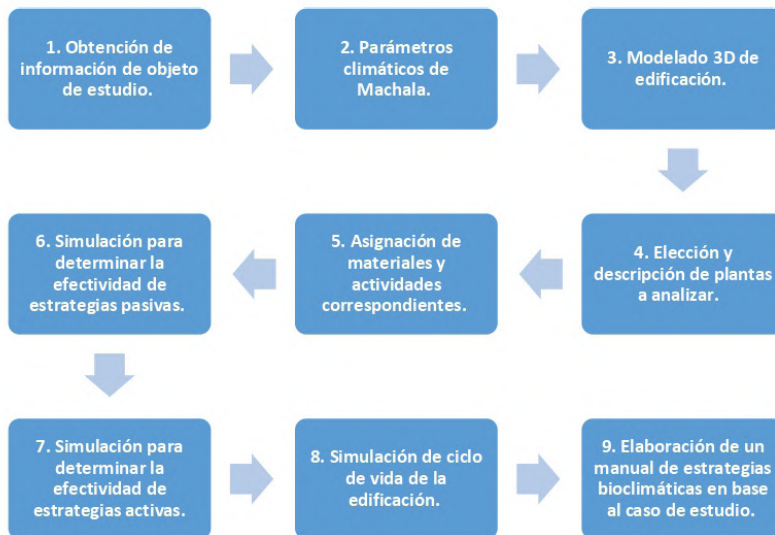 1. Obtención de
información de objeto
de estudio.
2. Parámetros
climáticos de
Machala.
3. Modelado 3D de
edificación.
4. Elección y
descripción de plantas
a analizar.
5. Asignación de
materiales y
actividades
correspondientes.
6. Simulación para
determinar la
efectividad de
estrategias pasivas.
7. Simulación para
determinar la
efectividad de
estrategias activas.
8. Simulación de ciclo
de vida de la
edificación.
9. Elaboración de un
manual de estrategias
bioclimáticas en base
al caso de estudio.